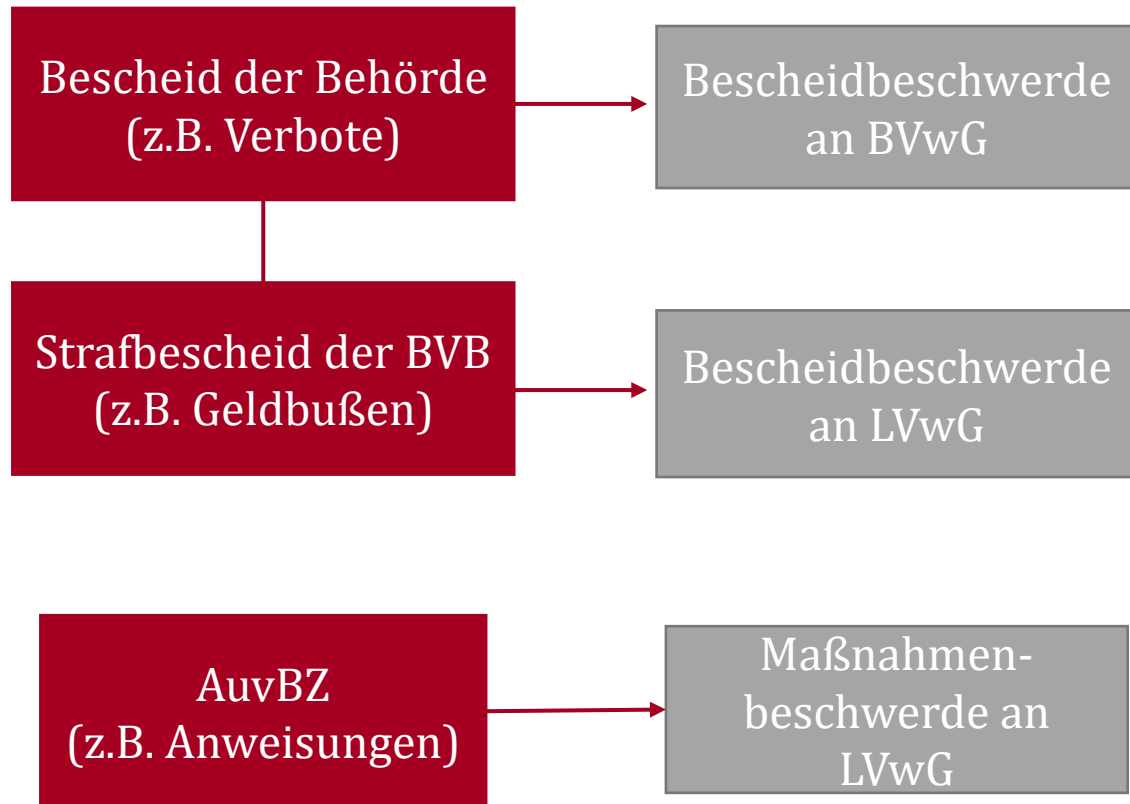 Bescheid der Behörde
(z.B. Verbote)
Bescheidbeschwerde
an BVwG
Strafbescheid der BVB
(z.B. Geldbußen)
Bescheidbeschwerde
an LVwG
AuvBZ
(z.B. Anweisungen)
Maßnahmen-
beschwerde an
LVwG